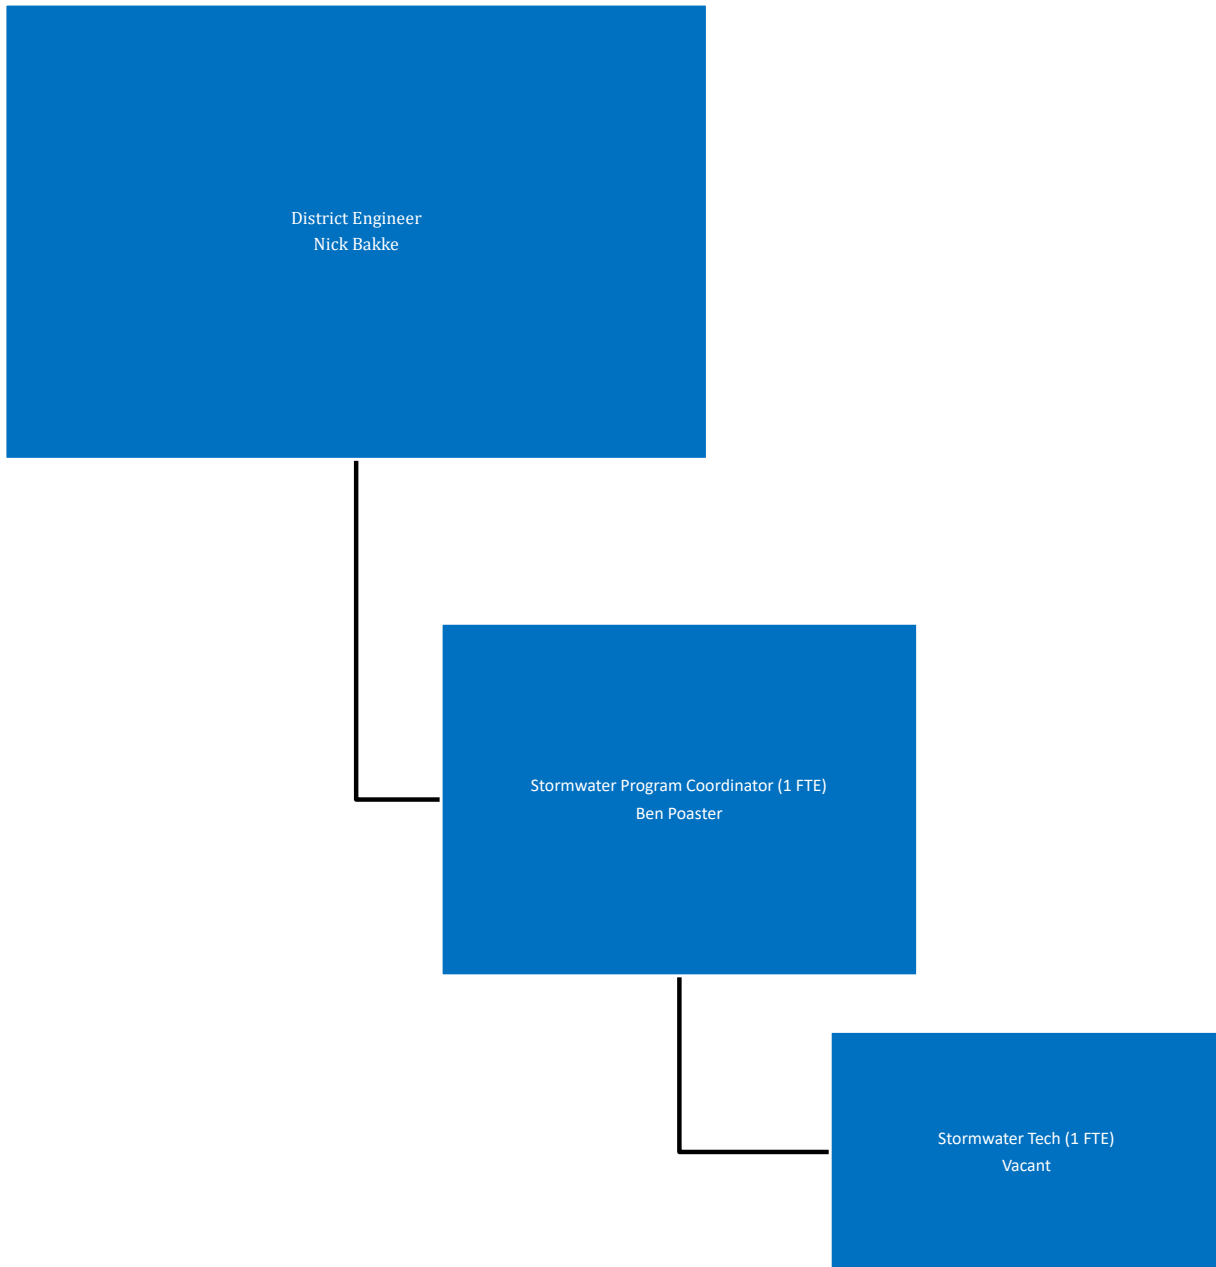 District Engineer
Nick Bakke
Stormwater Program Coordinator (1 FTE)
Ben Poaster
Stormwater Tech (1 FTE)
Vacant